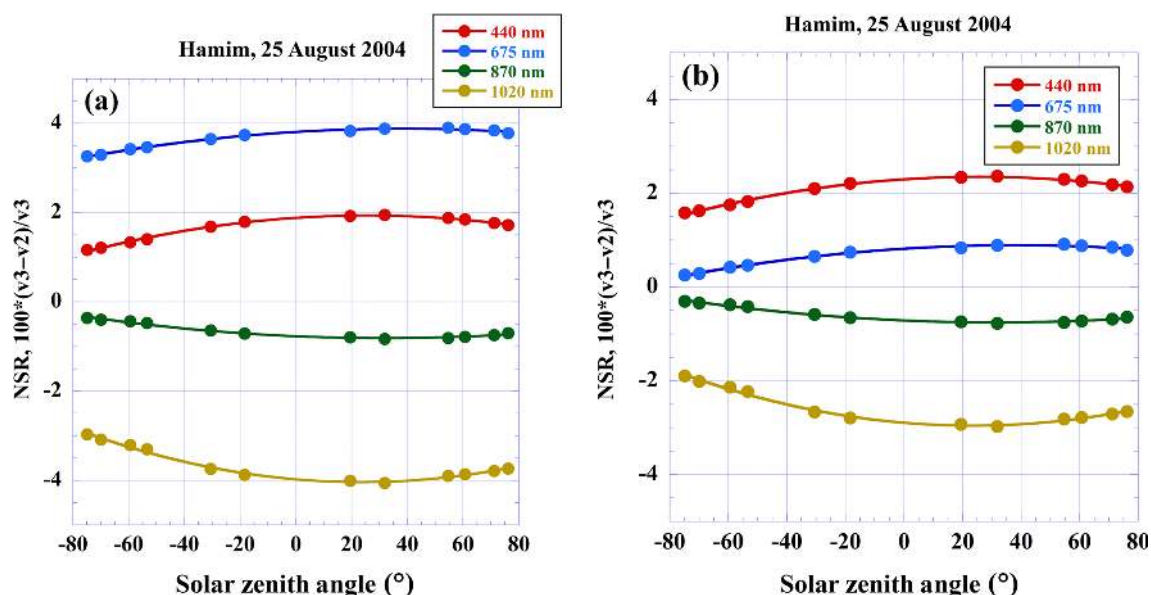 Hamim, 25 August 2004
440 nm
675 nm
870 nm
1020 nm
(a)
NSR, 100*(v3−v2)/v3
4
2
0
-2
-4
-80 -60 -40 -20 0 20 40 60 80
Solar zenith angle (°)
Hamim, 25 August 2004
440 nm
675 nm
870 nm
1020 nm
(b)
NSR, 100*(v3−v2)/v3
4
2
0
-2
-4
-80 -60 -40 -20 0 20 40 60 80
Solar zenith angle (°)